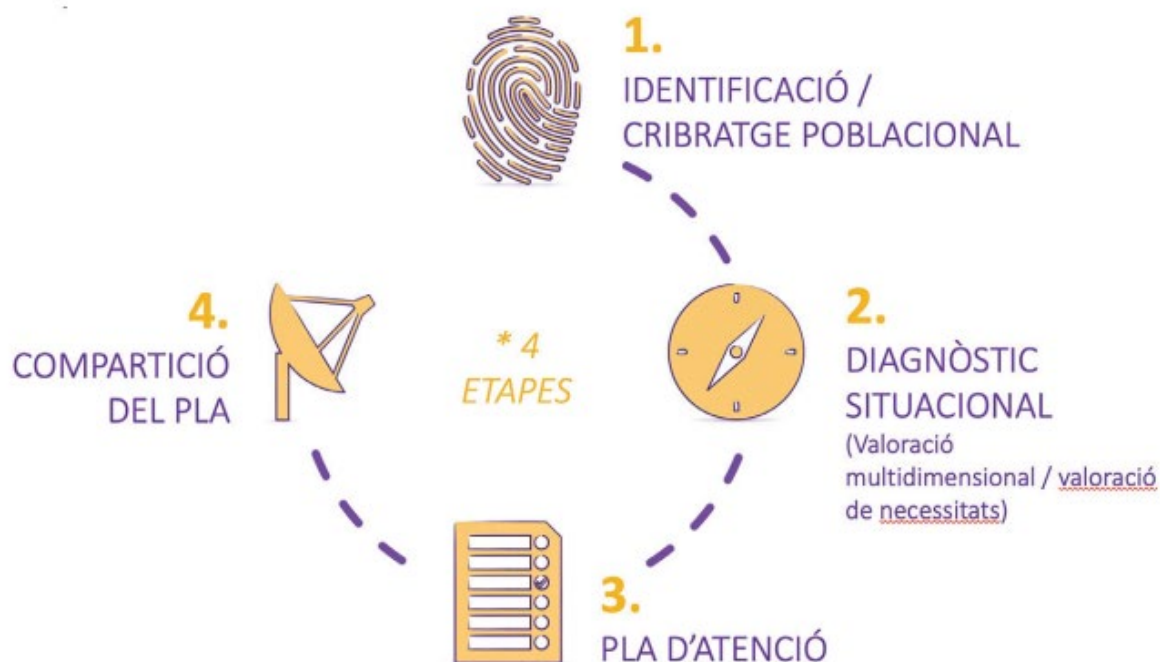 1.
IDENTIFICACIÓ /
CRIBRATGE POBLACIONAL
2.
DIAGNÒSTIC
SITUACIONAL
(Valoració
multidimensional / valoració
de necessitats)
3.
PLA D'ATENCIÓ
4.
COMPARTICIÓ
DEL PLA
* 4
ETAPES